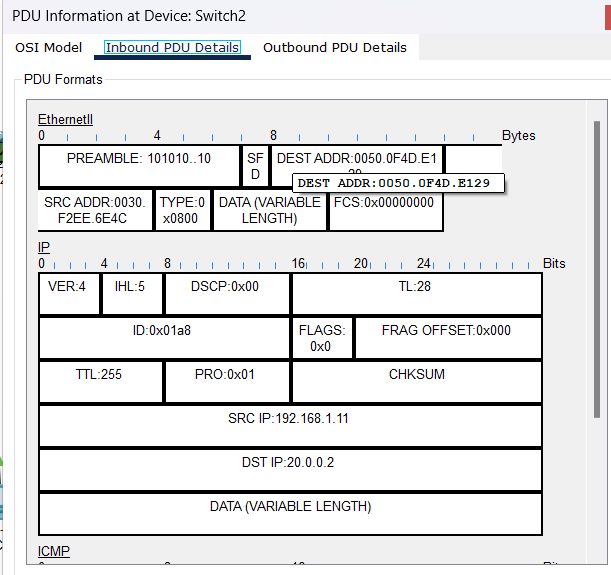 PDU Information at Device: Switch2
OSI Model Inbound PDU Details Outbound PDU Details
PDU Formats
EthernetII
0 4 8 Bytes
PREAMBLE: 101010..10 SF D DEST ADDR:0050.0F4D.E1
DEST ADDR:0050.0F4D.E129
SRC ADDR:0030. F2EE.6E4C TYPE:0 x0800 DATA (VARIABLE LENGTH) FCS:0x00000000
IP
0 4 8 16 20 24 Bits
VER:4 IHL:5 DSCP:0x00 TL:28
ID:0x01a8 FLAGS: 0x0 FRAG OFFSET:0x000
TTL:255 PRO:0x01 CHKSUM
SRC IP:192.168.1.11
DST IP:20.0.0.2
DATA (VARIABLE LENGTH)
ICMP